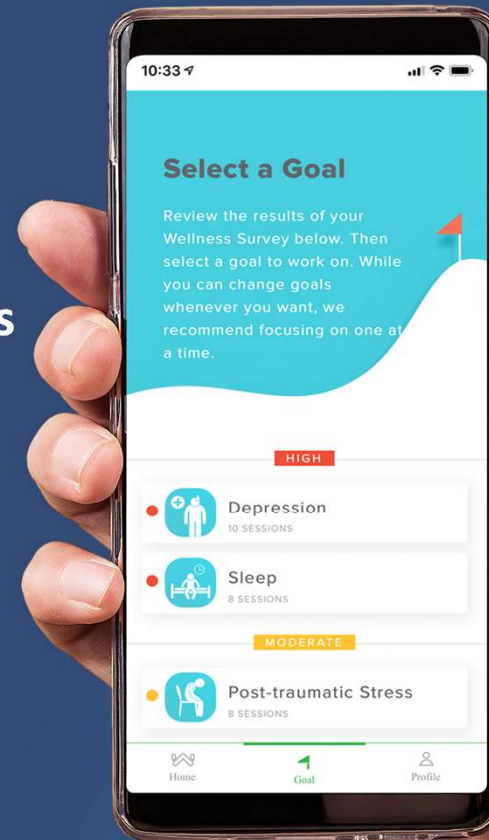 s
10:33
Select a Goal
Review the results of your
Wellness Survey below. Then
select a goal to work on. While
you can change goals
whenever you want, we
recommend focusing on one at
a time.
HIGH
Depression
10 SESSIONS
Sleep
8 SESSIONS
MODERATE
Post-traumatic Stress
8 SESSIONS
Home
Goal
Profile